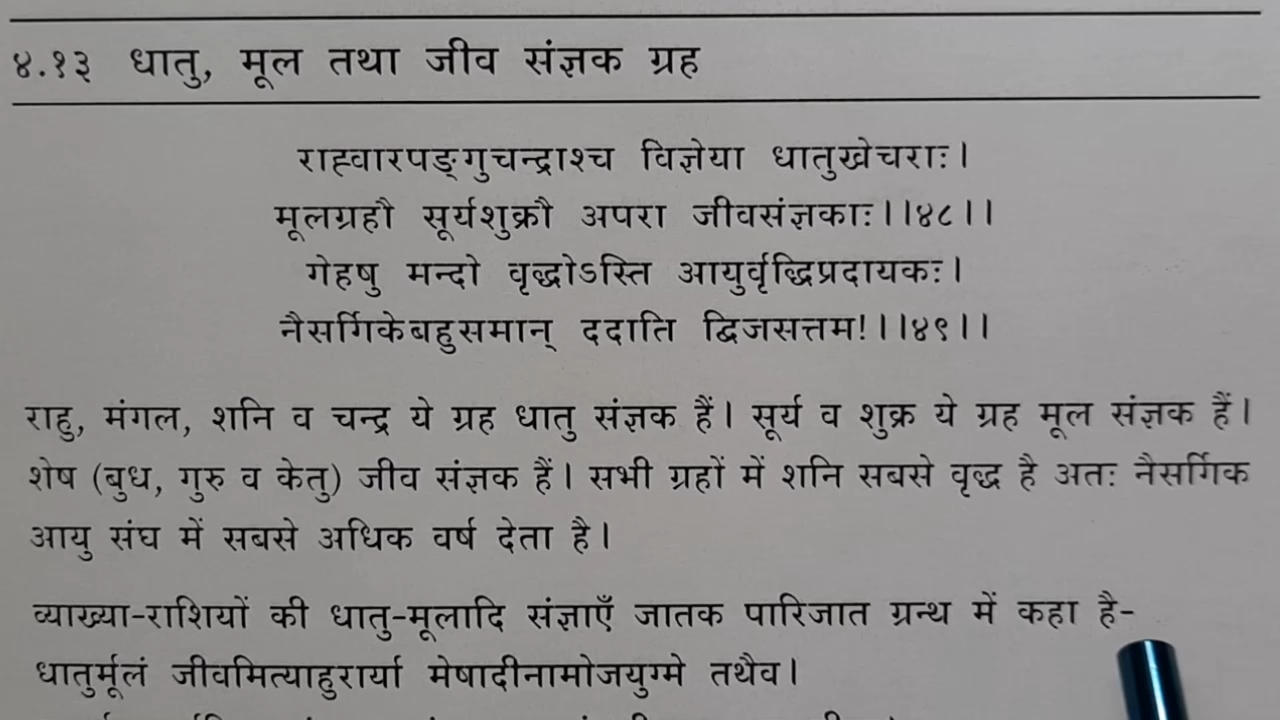 ४.१३ धातु, मूल तथा जीव संज्ञक ग्रह
राह्वारपङ्गुचन्द्राश्च विज्ञेया धातुखेचराः।
मूलग्रहौ सूर्यशुक्रौ अपरा जीवसंज्ञकाः।।४८।।
गेहषु मन्दो वृद्धोऽस्ति आयुर्वृद्धिप्रदायकः।
नैसर्गिकेबहुसमान् ददाति द्विजसत्तम!।।४९।।
राहु, मंगल, शनि व चन्द्र ये ग्रह धातु संज्ञक हैं। सूर्य व शुक्र ये ग्रह मूल संज्ञक हैं।
शेष (बुध, गुरु व केतु) जीव संज्ञक हैं। सभी ग्रहों में शनि सबसे वृद्ध है अतः नैसर्गिक
आयु संघ में सबसे अधिक वर्ष देता है।
व्याख्या-राशियों की धातु-मूलादि संज्ञाएँ जातक पारिजात ग्रन्थ में कहा है-
धातुर्मूलं जीवमित्याहुरार्या मेषादीनामोजयुग्मे तथैव।